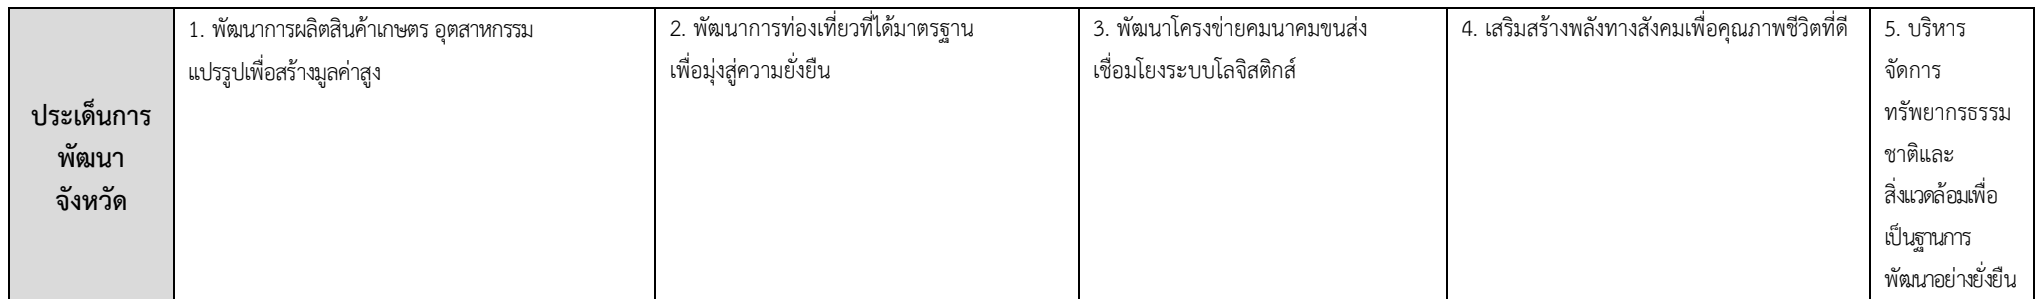 ประเด็นการ
พัฒนา
จังหวัด
1. พัฒนาการผลิตสินค้าเกษตร อุตสาหกรรม
แปรรูปเพื่อสร้างมูลค่าสูง
2. พัฒนาการท่องเที่ยวที่ได้มาตรฐาน
เพื่อมุ่งสู่ความยั่งยืน
3. พัฒนาโครงข่ายคมนาคมขนส่ง
เชื่อมโยงระบบโลจิสติกส์
4. เสริมสร้างพลังทางสังคมเพื่อคุณภาพชีวิตที่ดี
5. บริหาร
จัดการ
ทรัพยากรธรรม
ชาติและ
สิ่งแวดล้อมเพื่อ
เป็นฐานการ
พัฒนาอย่างยั่งยืน